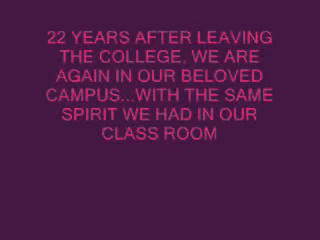 22 YEARS AFTER LEAVING
THE COLLEGE, WE ARE
AGAIN IN OUR BELOVED
CAMPUS...WITH THE SAME
SPIRIT WE HAD IN OUR
CLASS ROOM